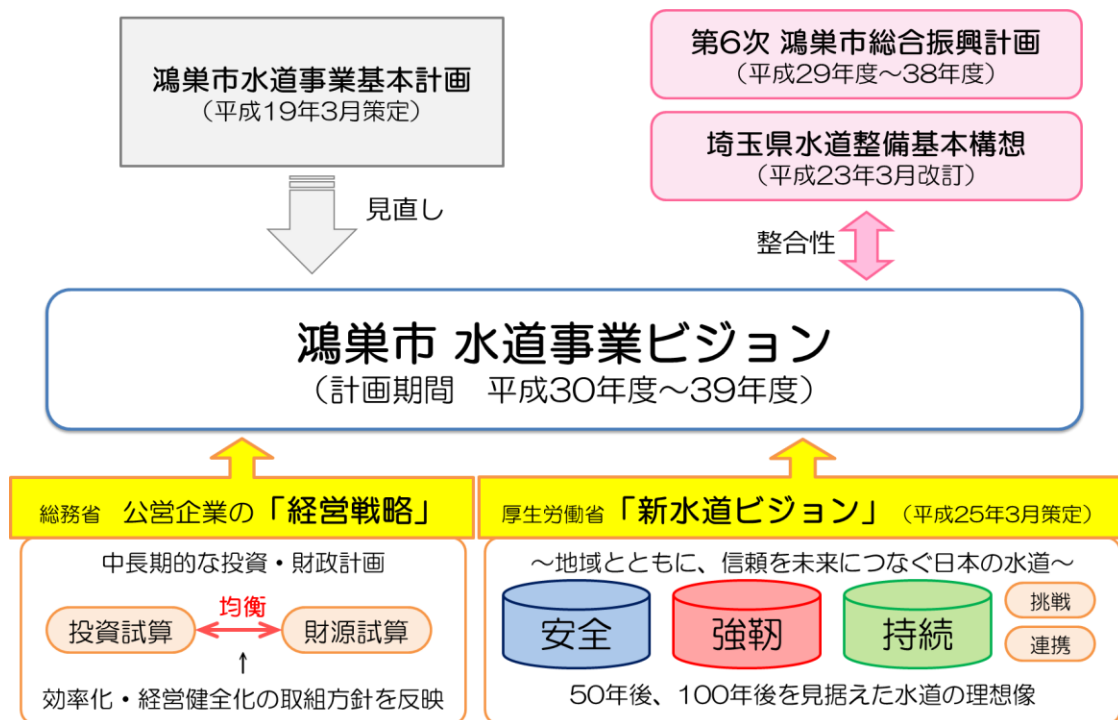 鴻巣市水道事業基本計画
（平成19年3月策定）
第6次 鴻巣市総合振興計画
（平成29年度～38年度）
埼玉県水道整備基本構想
（平成23年3月改訂）
見直し
整合性
鴻巣市 水道事業ビジョン
（計画期間　平成30年度～39年度）
総務省 公営企業の「経営戦略」
中長期的な投資・財政計画
投資試算
均衡
財源試算
↑
効率化・経営健全化の取組方針を反映
厚生労働省「新水道ビジョン」（平成25年3月策定）
～地域とともに、信頼を未来につなぐ日本の水道～
安全
強靭
持続
挑戦
連携
50年後、100年後を見据えた水道の理想像